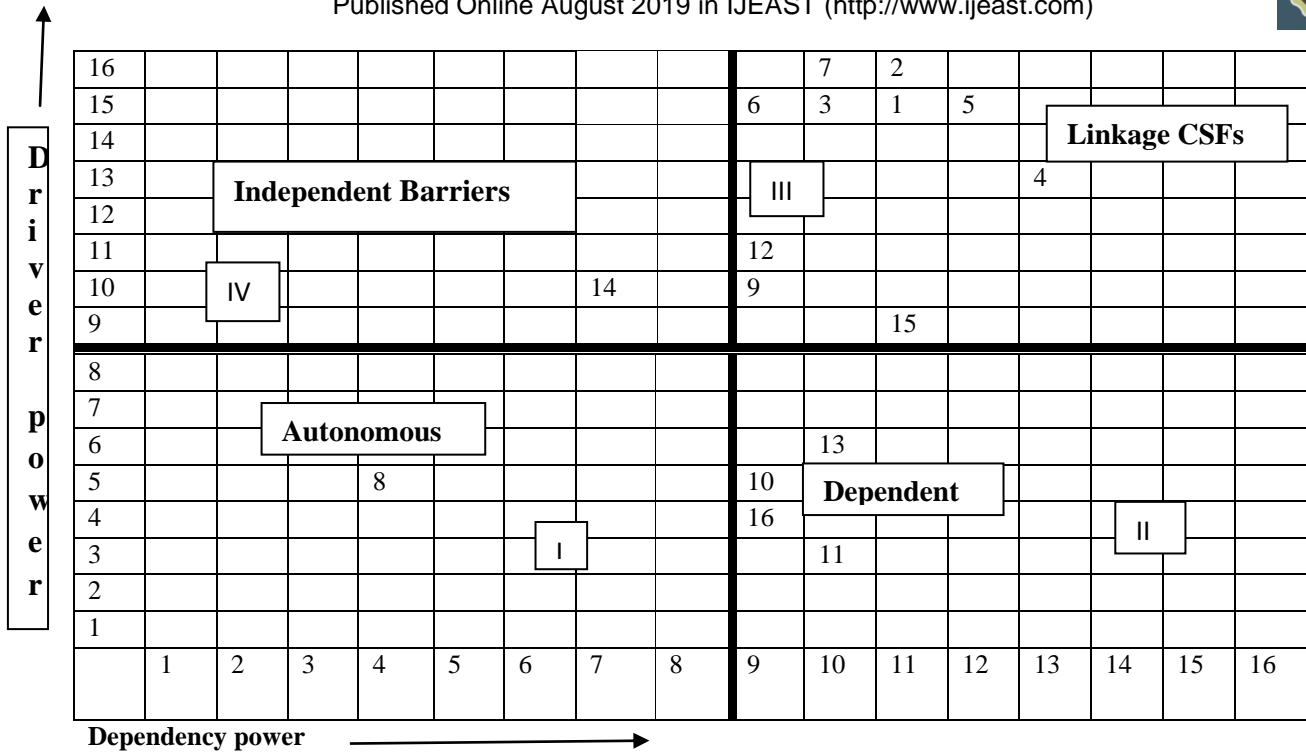 Published Online August 2019 in IJEAST (http://www.ijeast.com)
Driver power
16 7 2
15 6 3 1 5
Linkage CSFs
14
13 4
Independent Barriers
III
12
11 12
10 14 9
IV
9 15
8
7
Autonomous
6 13
5 8 10
Dependent
4 16
I
II
3 11
2
1
1 2 3 4 5 6 7 8 9 10 11 12 13 14 15 16
Dependency power